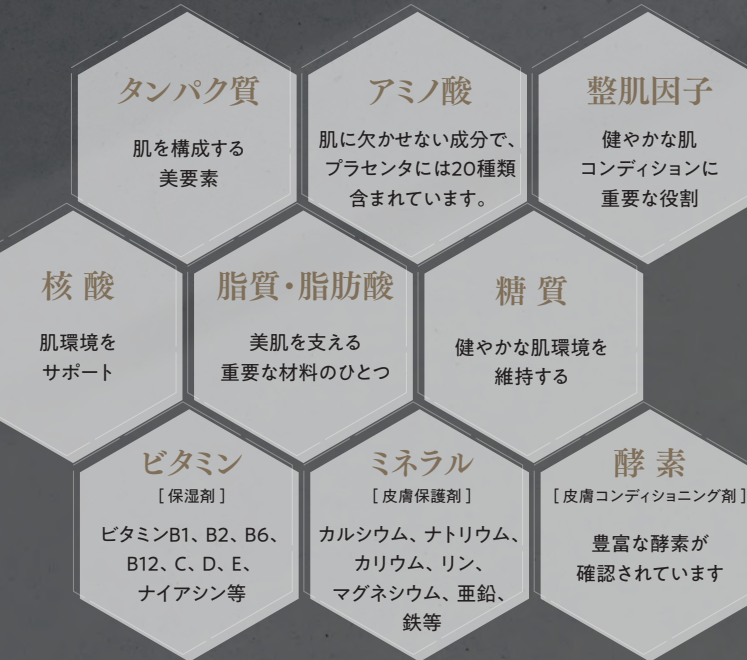 タンパク質
肌を構成する
美要素
アミノ酸
肌に欠かせない成分で、
プラセンタには20種類
含まれています。
整肌因子
健やかな肌
コンディションに
重要な役割
核酸
肌環境を
サポート
脂質・脂肪酸
美肌を支える
重要な材料のひとつ
糖質
健やかな肌環境を
維持する
ビタミン
[保湿剤]
ビタミンB1、B2、B6、
B12、C、D、E、
ナイアシン等
ミネラル
[皮膚保護剤]
カルシウム、ナトリウム、
カリウム、リン、
マグネシウム、亜鉛、
鉄等
酵素
[皮膚コンディショニング剤]
豊富な酵素が
確認されています